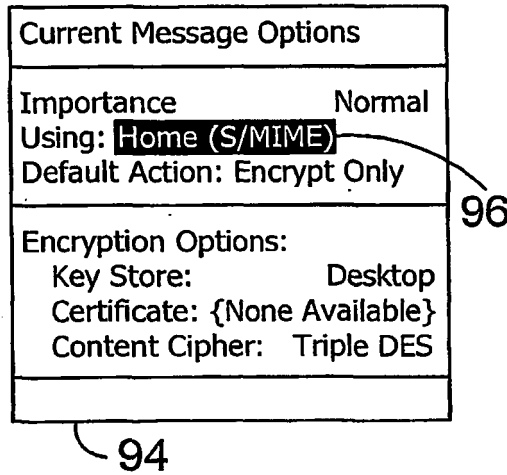 Current Message Options
Importance Normal
Using: Home (S/MIME)
Default Action: Encrypt Only
96
Encryption Options:
Key Store: Desktop
Certificate: {None Available}
Content Cipher: Triple DES
94